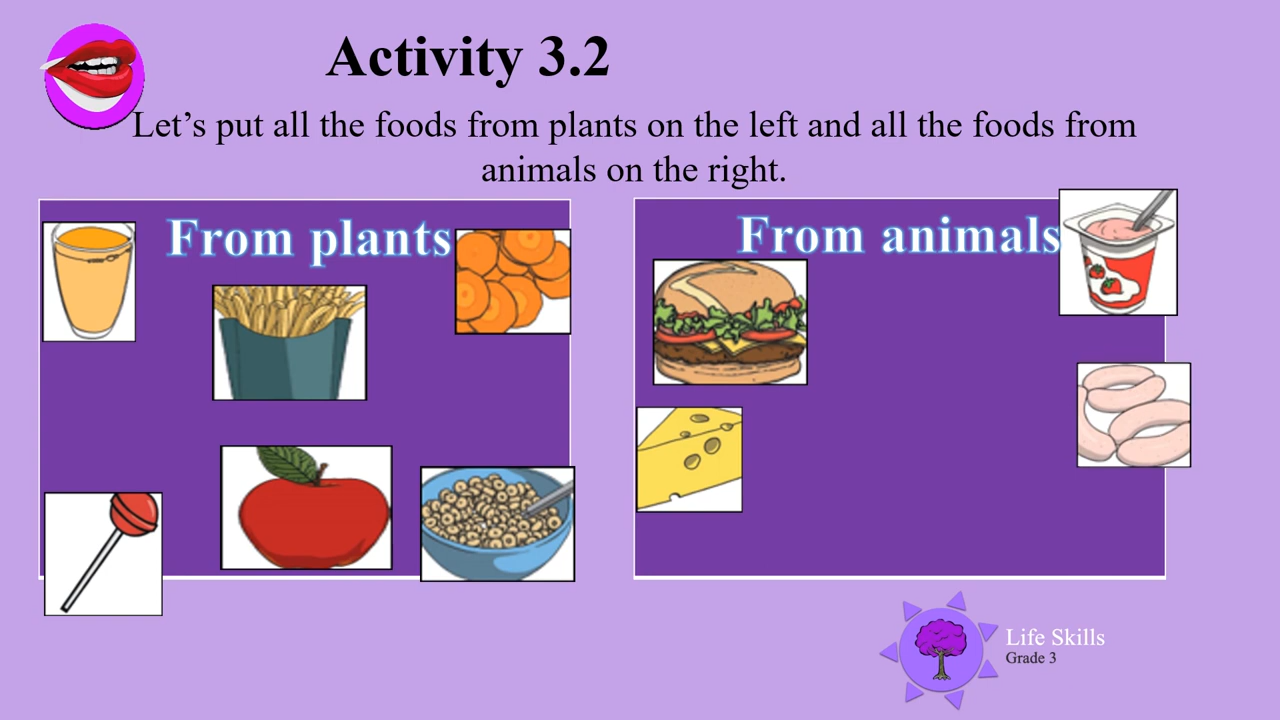 Activity 3.2
Let’s put all the foods from plants on the left and all the foods from
animals on the right.
From plants
From animals
Life Skills
Grade 3